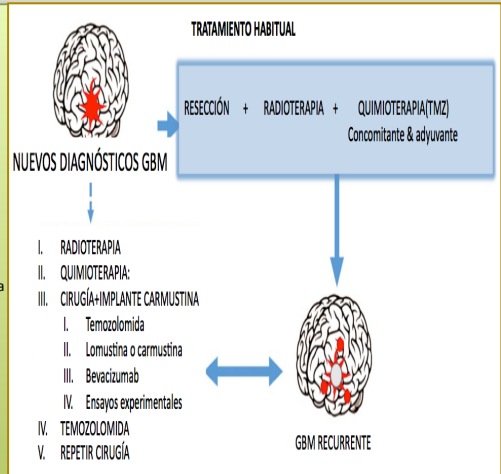 TRATAMIENTO HABITUAL
RESECCIÓN + RADIOTERAPIA + QUIMIOTERAPIA(TMZ)
Concomitante & adyuvante
NUEVOS DIAGNÓSTICOS GBM
I. RADIOTERAPIA
II. QUIMIOTERAPIA:
III. CIRUGÍA+IMPLANTE CARMUSTINA
I. Temozolomida
II. Lomustina o carmustina
III. Bevacizumab
IV. Ensayos experimentales
IV. TEMOZOLOMIDA
V. REPETIR CIRUGÍA
GBM RECURRENTE
a